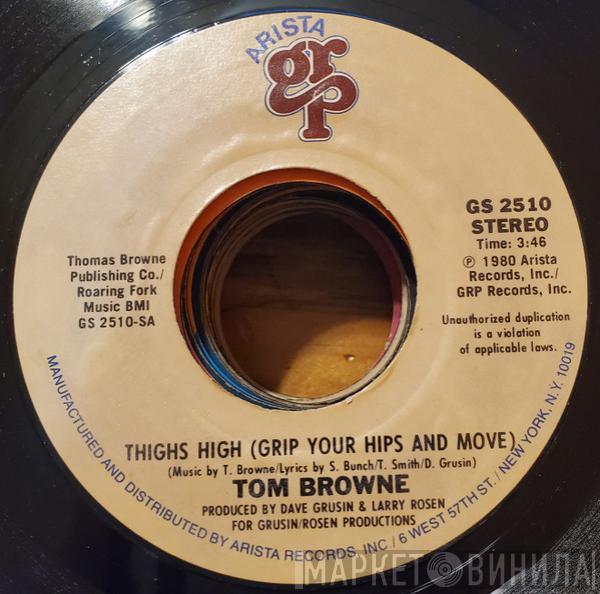 ARISTA
grp
GS 2510
STEREO
Time: 3:46
℗ 1980 Arista
Records, Inc./
GRP Records, Inc.
Unauthorized duplication
is a violation
of applicable laws.
Thomas Browne
Publishing Co./
Roaring Fork
Music BMI
GS 2510-SA
THIGHS HIGH (GRIP YOUR HIPS AND MOVE)
(Music by T. Browne/Lyrics by S. Bunch/T. Smith/D. Grusin)
TOM BROWNE
PRODUCED BY DAVE GRUSIN & LARRY ROSEN
FOR GRUSIN/ROSEN PRODUCTIONS
MANUFACTURED AND DISTRIBUTED BY ARISTA RECORDS, INC./6 WEST 57TH ST./NEW YORK, N.Y. 10019
МАРКЕТ ВИНИЛА